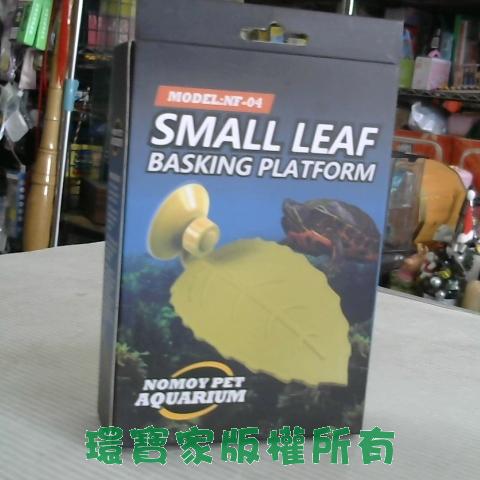 MODEL:NF-04
SMALL LEAF
BASKING PLATFORM
NOMOY PET
AQUARIUM
環寶家版權所有